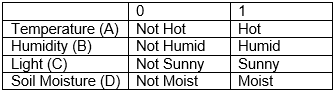 0 1
Temperature (A) Not Hot Hot
Humidity (B) Not Humid Humid
Light (C) Not Sunny Sunny
Soil Moisture (D) Not Moist Moist